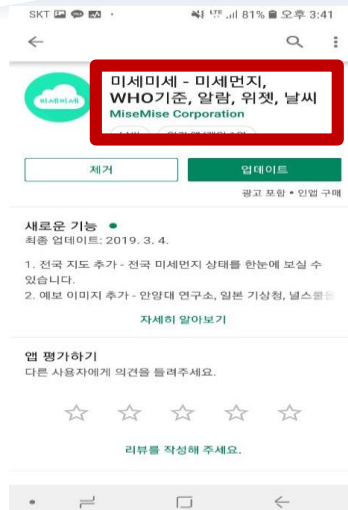 SKT 81% 오후 3:41
미세미세
미세미세 - 미세먼지,
WHO기준, 알람, 위젯, 날씨
MiseMise Corporation
제거
업데이트
광고 포함 • 인앱 구매
새로운 기능
최종 업데이트: 2019. 3. 4.
1. 전국 지도 추가 - 전국 미세먼지 상태를 한눈에 보실 수
있습니다.
2. 예보 이미지 추가 - 안양대 연구소, 일본 기상청, 널스쿨
자세히 알아보기
앱 평가하기
다른 사용자에게 의견을 들려주세요.
리뷰를 작성해 주세요.